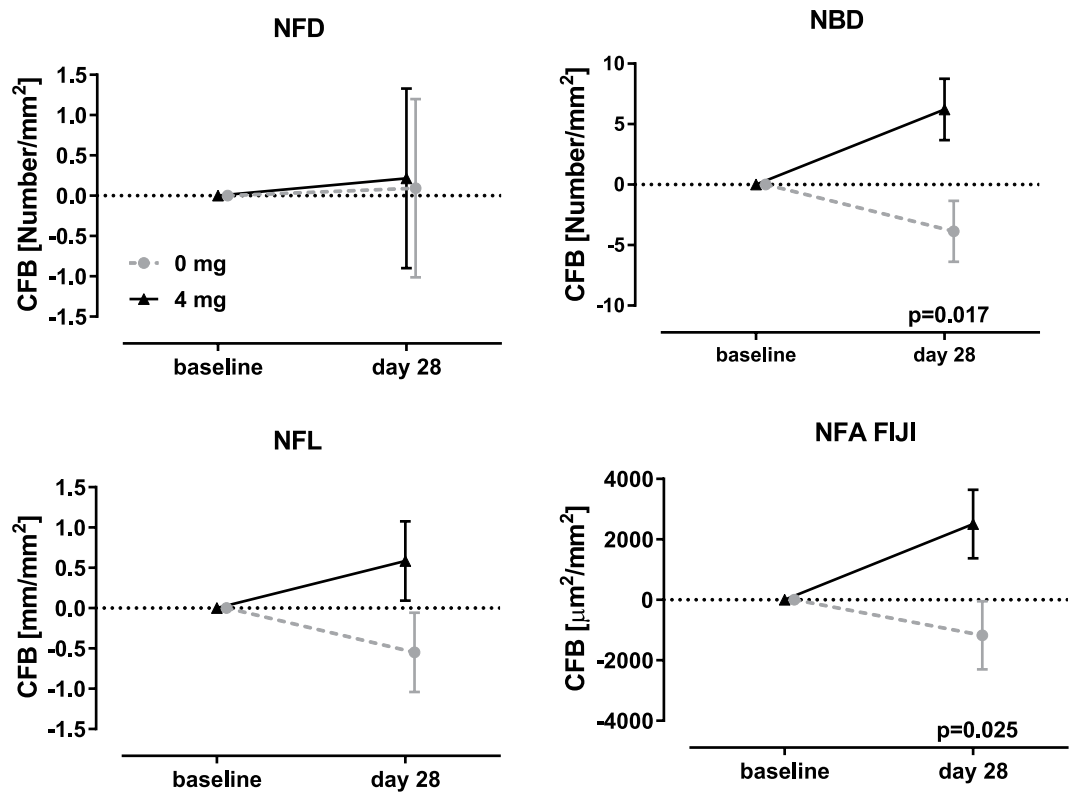 NFD
CFB [Number/mm²]
1.5
1.0
0.5
0.0
-0.5
-1.0
-1.5
0 mg
4 mg
baseline
day 28
NBD
CFB [Number/mm²]
10
5
0
-5
-10
p=0.017
baseline
day 28
NFL
CFB [mm/mm²]
1.5
1.0
0.5
0.0
-0.5
-1.0
-1.5
baseline
day 28
NFA FIJI
CFB [µm²/mm²]
4000
2000
0
-2000
-4000
p=0.025
baseline
day 28